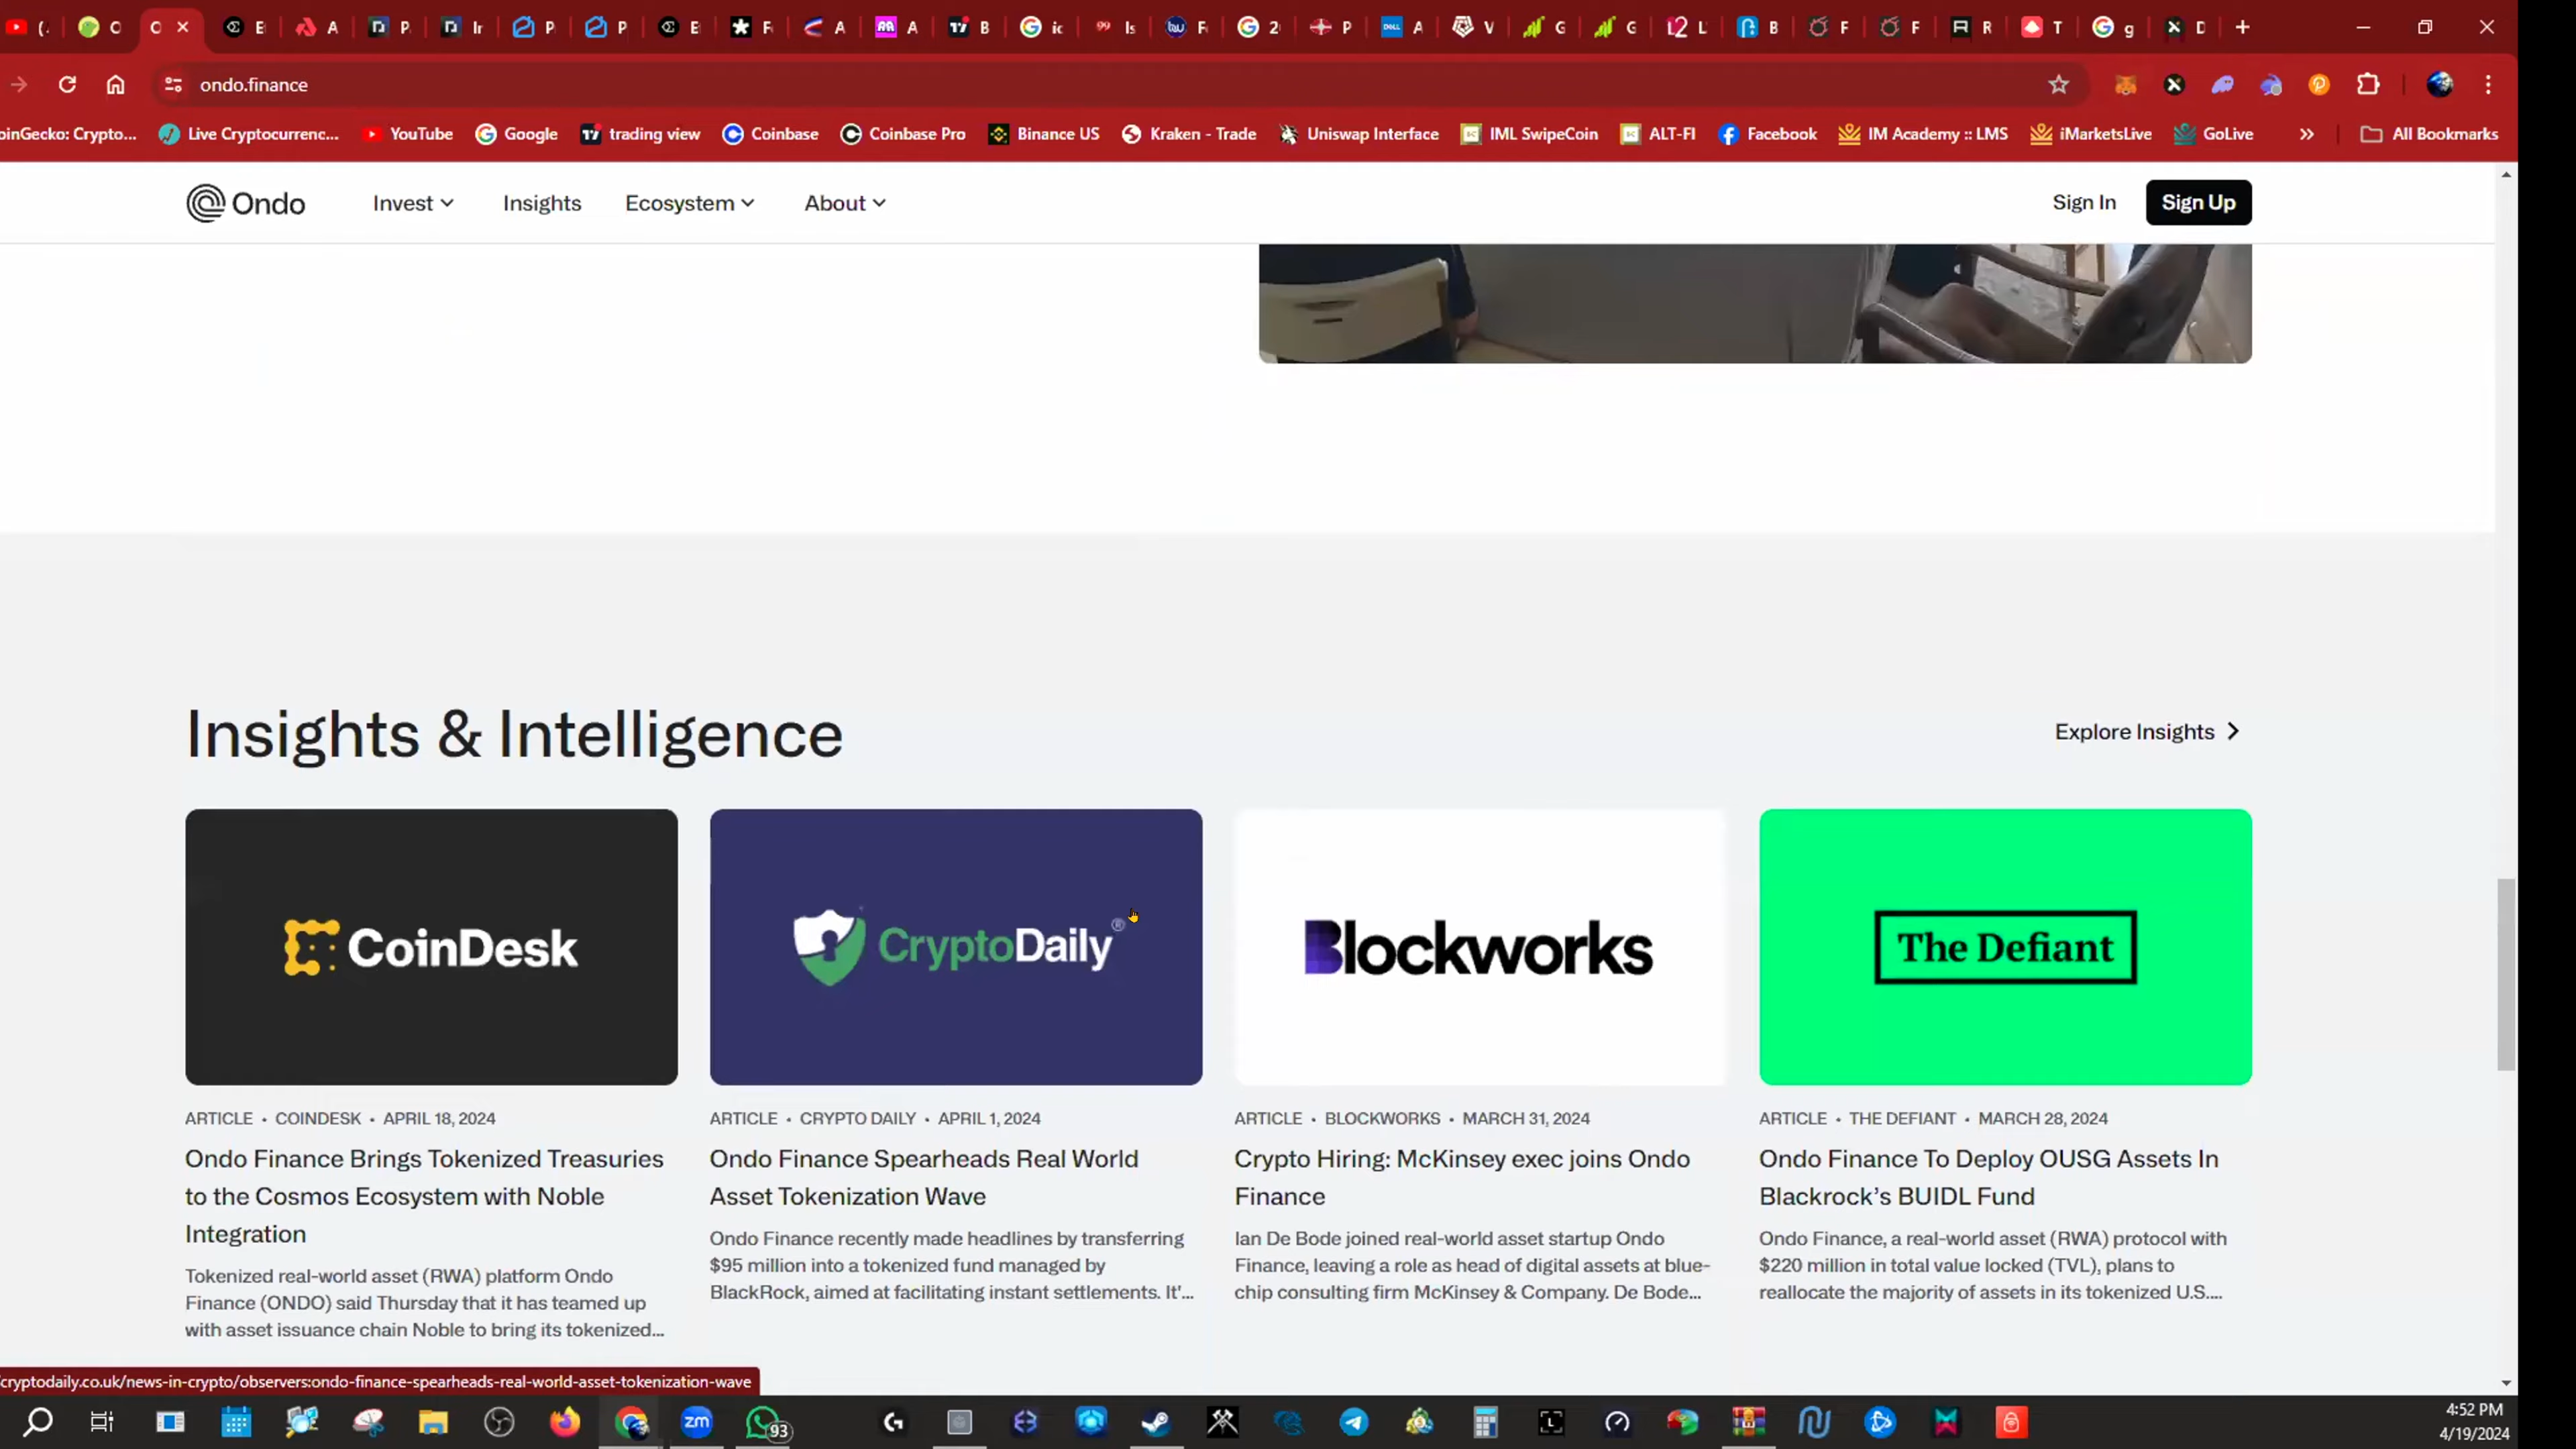 ondo.finance
oinGecko: Crypto...
Live Cryptocurrenc...
YouTube
Google
trading view
Coinbase
Coinbase Pro
Binance US
Kraken - Trade
Uniswap Interface
IML SwipeCoin
ALT-FI
Facebook
IM Academy :: LMS
iMarketsLive
GoLive
All Bookmarks
Ondo
Invest
Insights
Ecosystem
About
Sign In
Sign Up
Insights & Intelligence
Explore Insights
CoinDesk
CryptoDaily®
Blockworks
The Defiant
ARTICLE • COINDESK • APRIL 18, 2024
Ondo Finance Brings Tokenized Treasuries
to the Cosmos Ecosystem with Noble
Integration
Tokenized real-world asset (RWA) platform Ondo
Finance (ONDO) said Thursday that it has teamed up
with asset issuance chain Noble to bring its tokenized...
ARTICLE • CRYPTO DAILY • APRIL 1, 2024
Ondo Finance Spearheads Real World
Asset Tokenization Wave
Ondo Finance recently made headlines by transferring
$95 million into a tokenized fund managed by
BlackRock, aimed at facilitating instant settlements. It'...
ARTICLE • BLOCKWORKS • MARCH 31, 2024
Crypto Hiring: McKinsey exec joins Ondo
Finance
Ian De Bode joined real-world asset startup Ondo
Finance, leaving a role as head of digital assets at blue-
chip consulting firm McKinsey & Company. De Bode...
ARTICLE • THE DEFIANT • MARCH 28, 2024
Ondo Finance To Deploy OUSG Assets In
Blackrock's BUIDL Fund
Ondo Finance, a real-world asset (RWA) protocol with
$220 million in total value locked (TVL), plans to
reallocate the majority of assets in its tokenized U.S....
cryptodaily.co.uk/news-in-crypto/observers:ondo-finance-spearheads-real-world-asset-tokenization-wave
zm
93
4:52 PM
4/19/2024